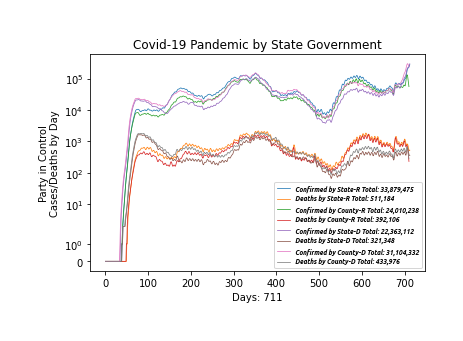 Covid-19 Pandemic by State Government
Party in Control
Cases/Deaths by Day
10^5
10^4
10^3
10^2
10^1
10^0
0
Confirmed by State-R Total: 33,879,475
Deaths by State-R Total: 511,184
Confirmed by County-R Total: 24,010,238
Deaths by County-R Total: 392,106
Confirmed by State-D Total: 22,363,112
Deaths by State-D Total: 321,348
Confirmed by County-D Total: 31,104,332
Deaths by County-D Total: 433,976
0 100 200 300 400 500 600 700
Days: 711